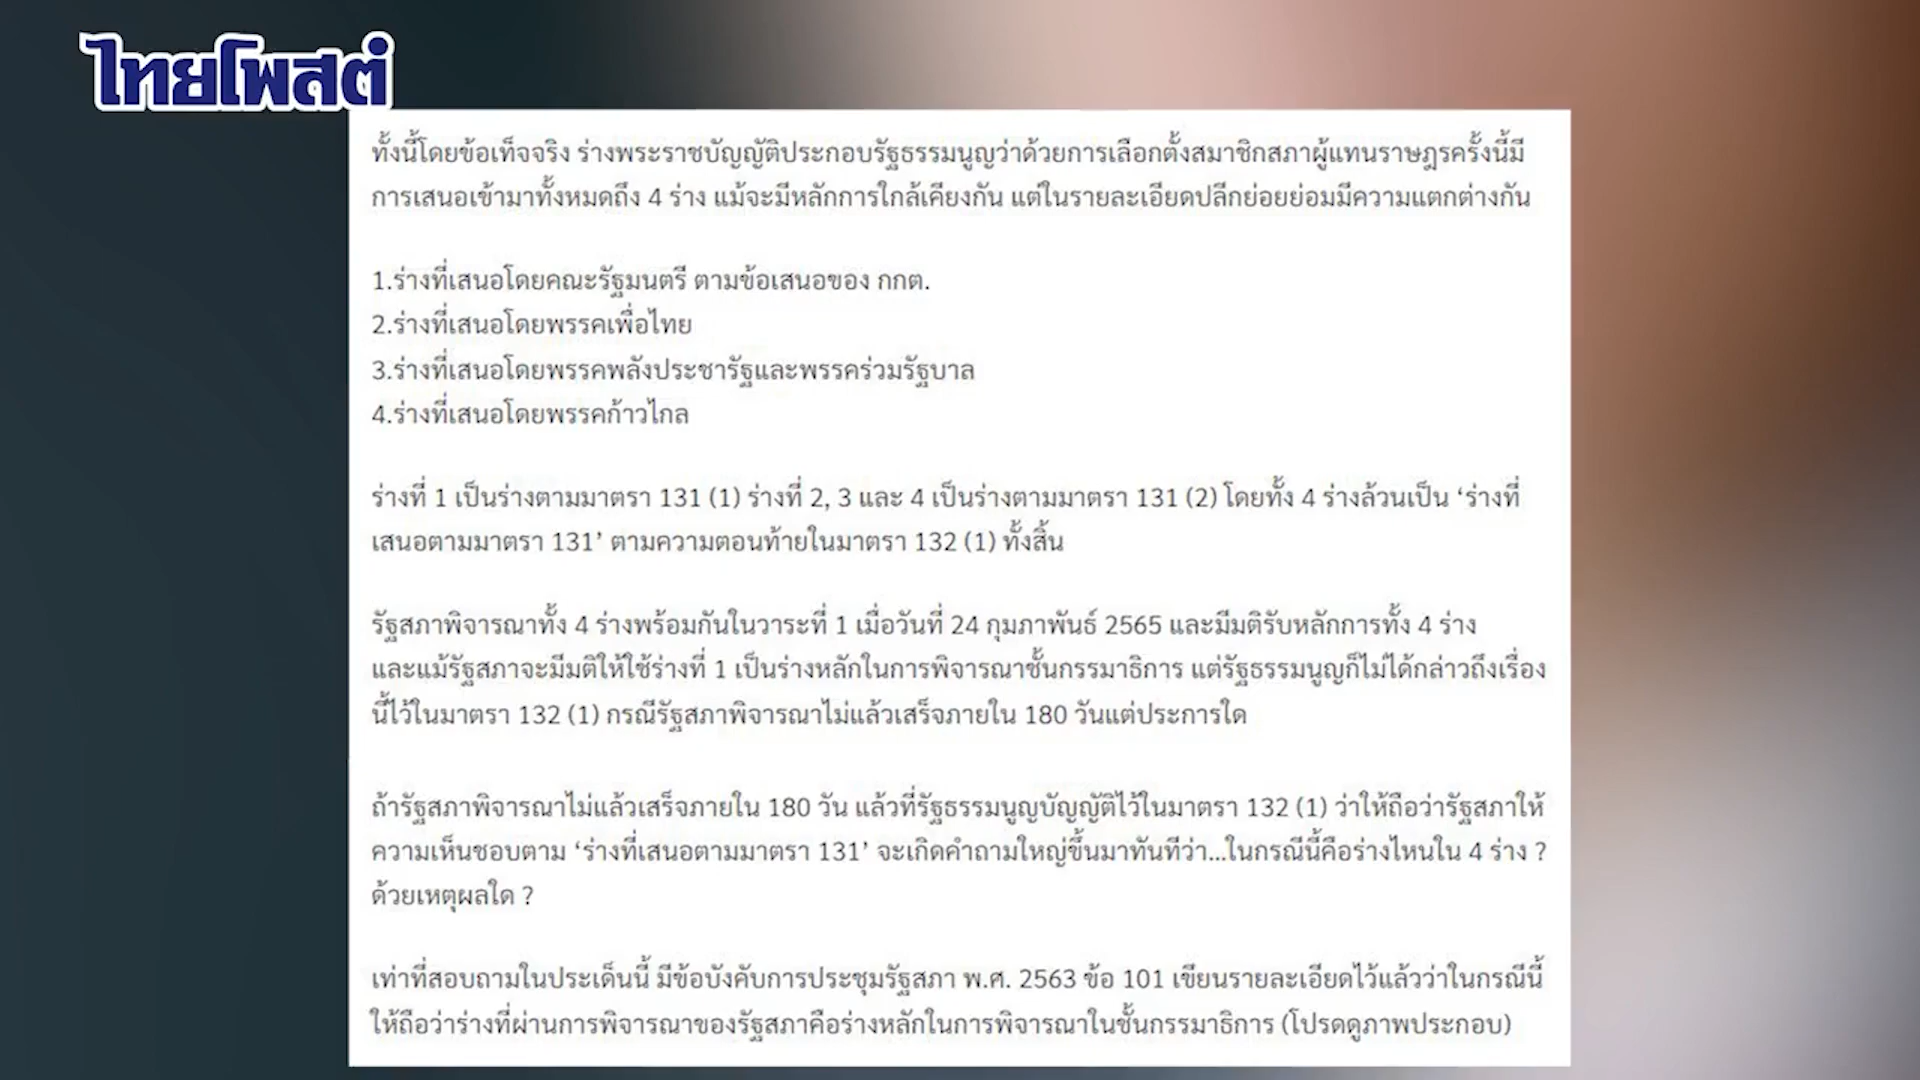 ไทยโพสต์
ทั้งนี้โดยข้อเท็จจริง ร่างพระราชบัญญัติประกอบรัฐธรรมนูญว่าด้วยการเลือกตั้งสมาชิกสภาผู้แทนราษฎรครั้งนี้มี
การเสนอเข้ามาทั้งหมดถึง 4 ร่าง แม้จะมีหลักการใกล้เคียงกัน แต่ในรายละเอียดปลีกย่อยย่อมมีความแตกต่างกัน
1.ร่างที่เสนอโดยคณะรัฐมนตรี ตามข้อเสนอของ กกต.
2.ร่างที่เสนอโดยพรรคเพื่อไทย
3.ร่างที่เสนอโดยพรรคพลังประชารัฐและพรรคร่วมรัฐบาล
4.ร่างที่เสนอโดยพรรคก้าวไกล
ร่างที่ 1 เป็นร่างตามมาตรา 131 (1) ร่างที่ 2, 3 และ 4 เป็นร่างตามมาตรา 131 (2) โดยทั้ง 4 ร่างล้วนเป็น ‘ร่างที่
เสนอตามมาตรา 131’ ตามความตอนท้ายในมาตรา 132 (1) ทั้งสิ้น
รัฐสภาพิจารณาทั้ง 4 ร่างพร้อมกันในวาระที่ 1 เมื่อวันที่ 24 กุมภาพันธ์ 2565 และมีมติรับหลักการทั้ง 4 ร่าง
และแม้รัฐสภาจะมีมติให้ใช้ร่างที่ 1 เป็นร่างหลักในการพิจารณาชั้นกรรมาธิการ แต่รัฐธรรมนูญก็ไม่ได้กล่าวถึงเรื่อง
นี้ไว้ในมาตรา 132 (1) กรณีรัฐสภาพิจารณาไม่แล้วเสร็จภายใน 180 วันแต่ประการใด
ถ้ารัฐสภาพิจารณาไม่แล้วเสร็จภายใน 180 วัน แล้วที่รัฐธรรมนูญบัญญัติไว้ในมาตรา 132 (1) ว่าให้ถือว่ารัฐสภาให้
ความเห็นชอบตาม ‘ร่างที่เสนอตามมาตรา 131’ จะเกิดคำถามใหญ่ขึ้นมาทันทีว่า...ในกรณีนี้คือร่างไหนใน 4 ร่าง ?
ด้วยเหตุผลใด ?
เท่าที่สอบถามในประเด็นนี้ มีข้อบังคับการประชุมรัฐสภา พ.ศ. 2563 ข้อ 101 เขียนรายละเอียดไว้แล้วว่าในกรณีนี้
ให้ถือว่าร่างที่ผ่านการพิจารณาของรัฐสภาคือร่างหลักในการพิจารณาในชั้นกรรมาธิการ (โปรดดูภาพประกอบ)